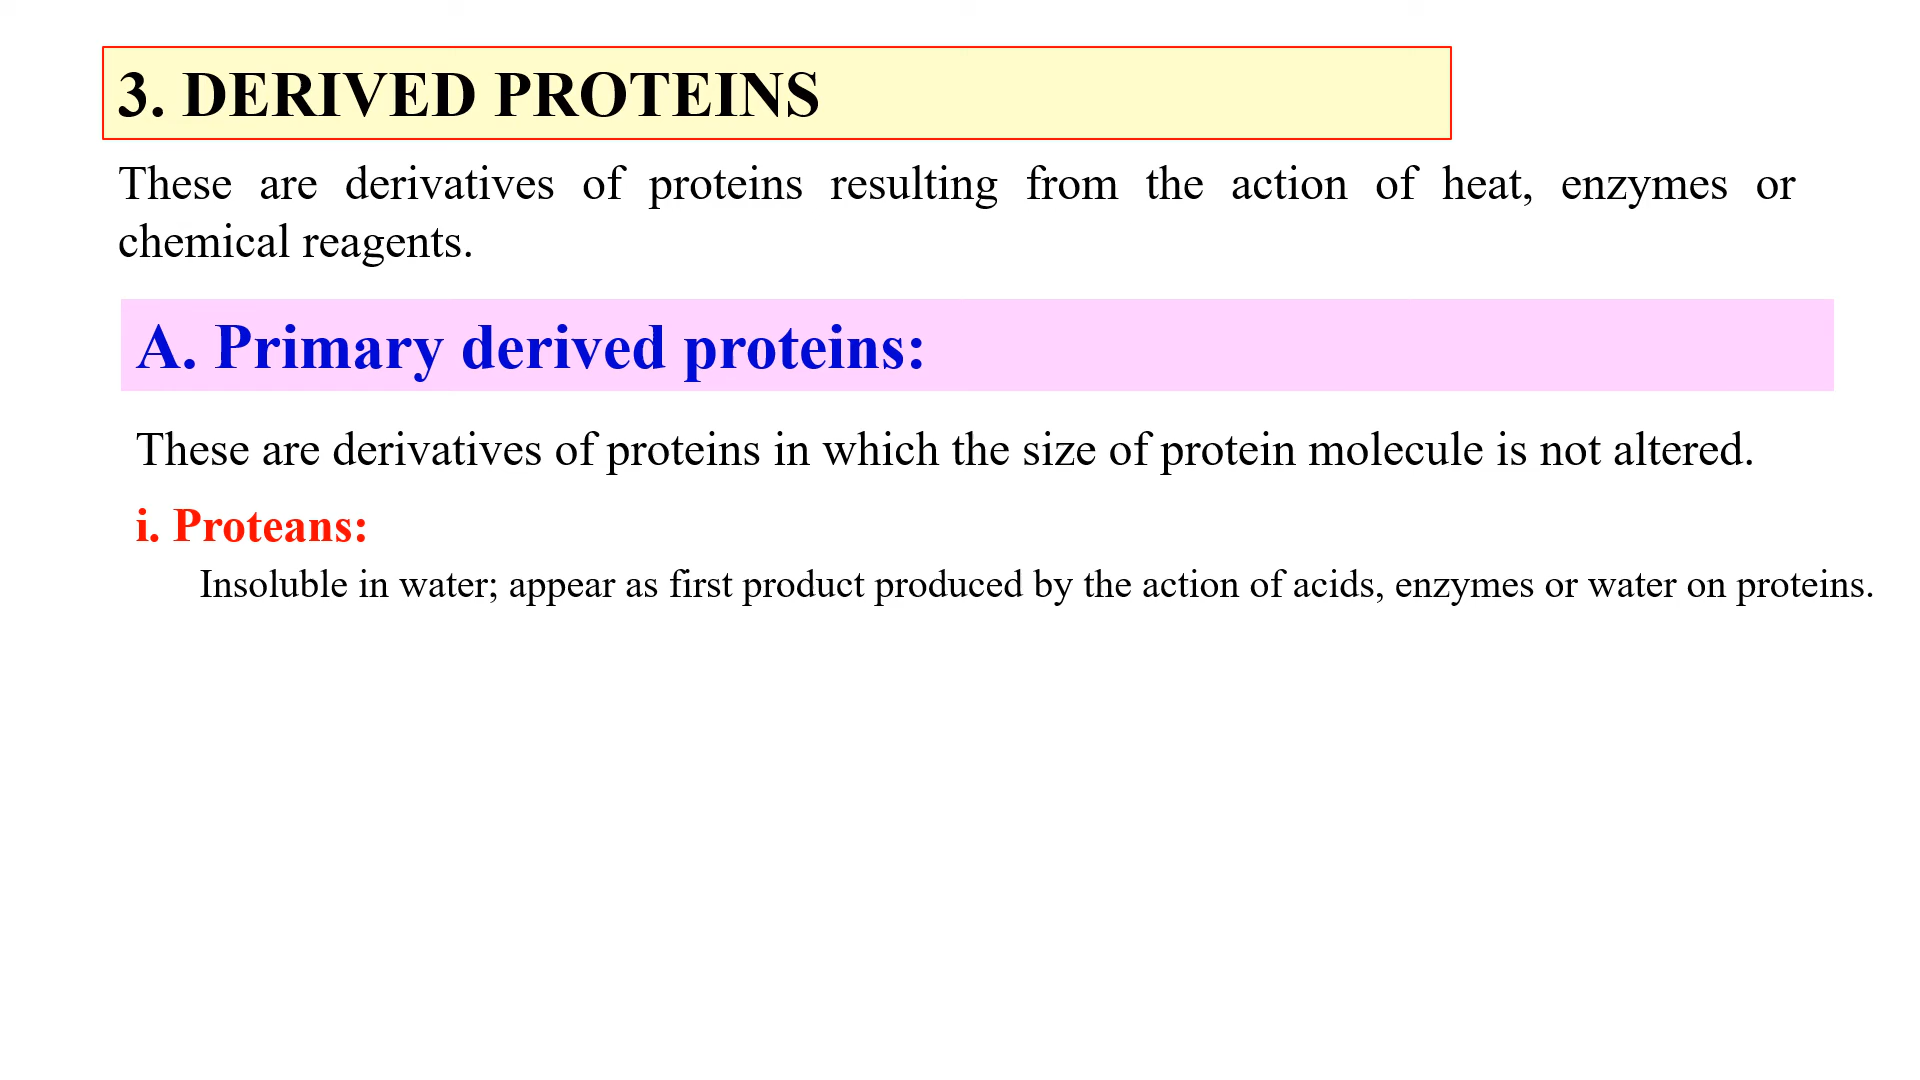 3. DERIVED PROTEINS
These are derivatives of proteins resulting from the action of heat, enzymes or
chemical reagents.
A. Primary derived proteins:
These are derivatives of proteins in which the size of protein molecule is not altered.
i. Proteans:
Insoluble in water; appear as first product produced by the action of acids, enzymes or water on proteins.